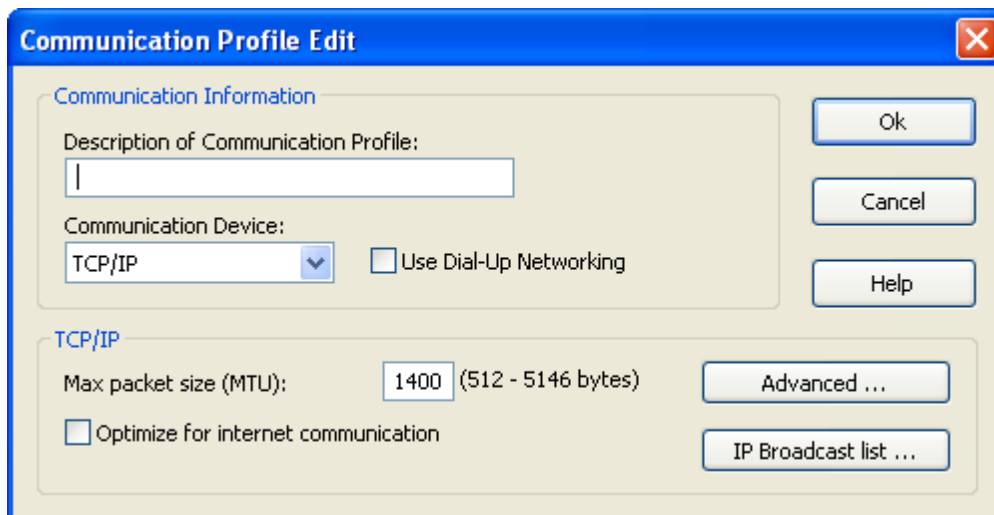 Communication Profile Edit
Communication Information
Description of Communication Profile:
Communication Device:
TCP/IP
Use Dial-Up Networking
Ok
Cancel
Help
TCP/IP
Max packet size (MTU): 1400 (512 - 5146 bytes)
Optimize for internet communication
Advanced ...
IP Broadcast list ...